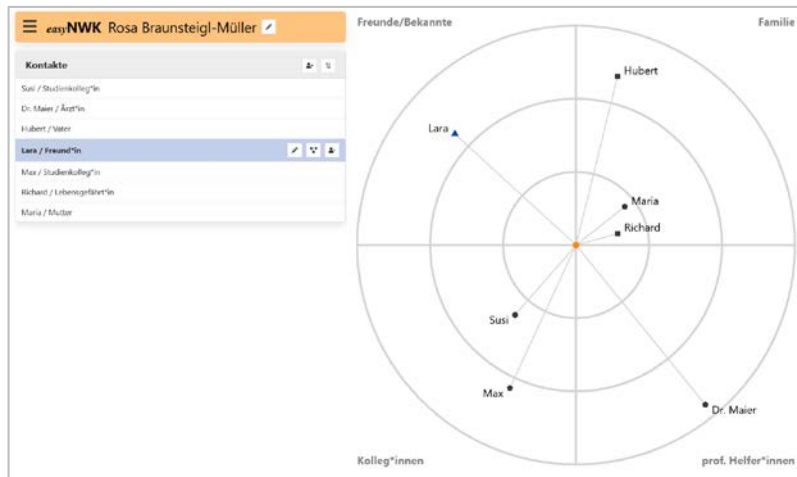 easyNWK Rosa Braunsteigl-Müller
Kontakte
Susi / Studienkolleg*in
Dr. Maier / Ärzt*in
Hubert / Vater
Lara / Freund*in
Max / Studienkolleg*in
Richard / Lebensgefährt*in
Maria / Mutter
Freunde/Bekannte
Familie
Hubert
Lara
Maria
Richard
Susi
Max
Dr. Maier
Kolleg*innen
prof. Helfer*innen